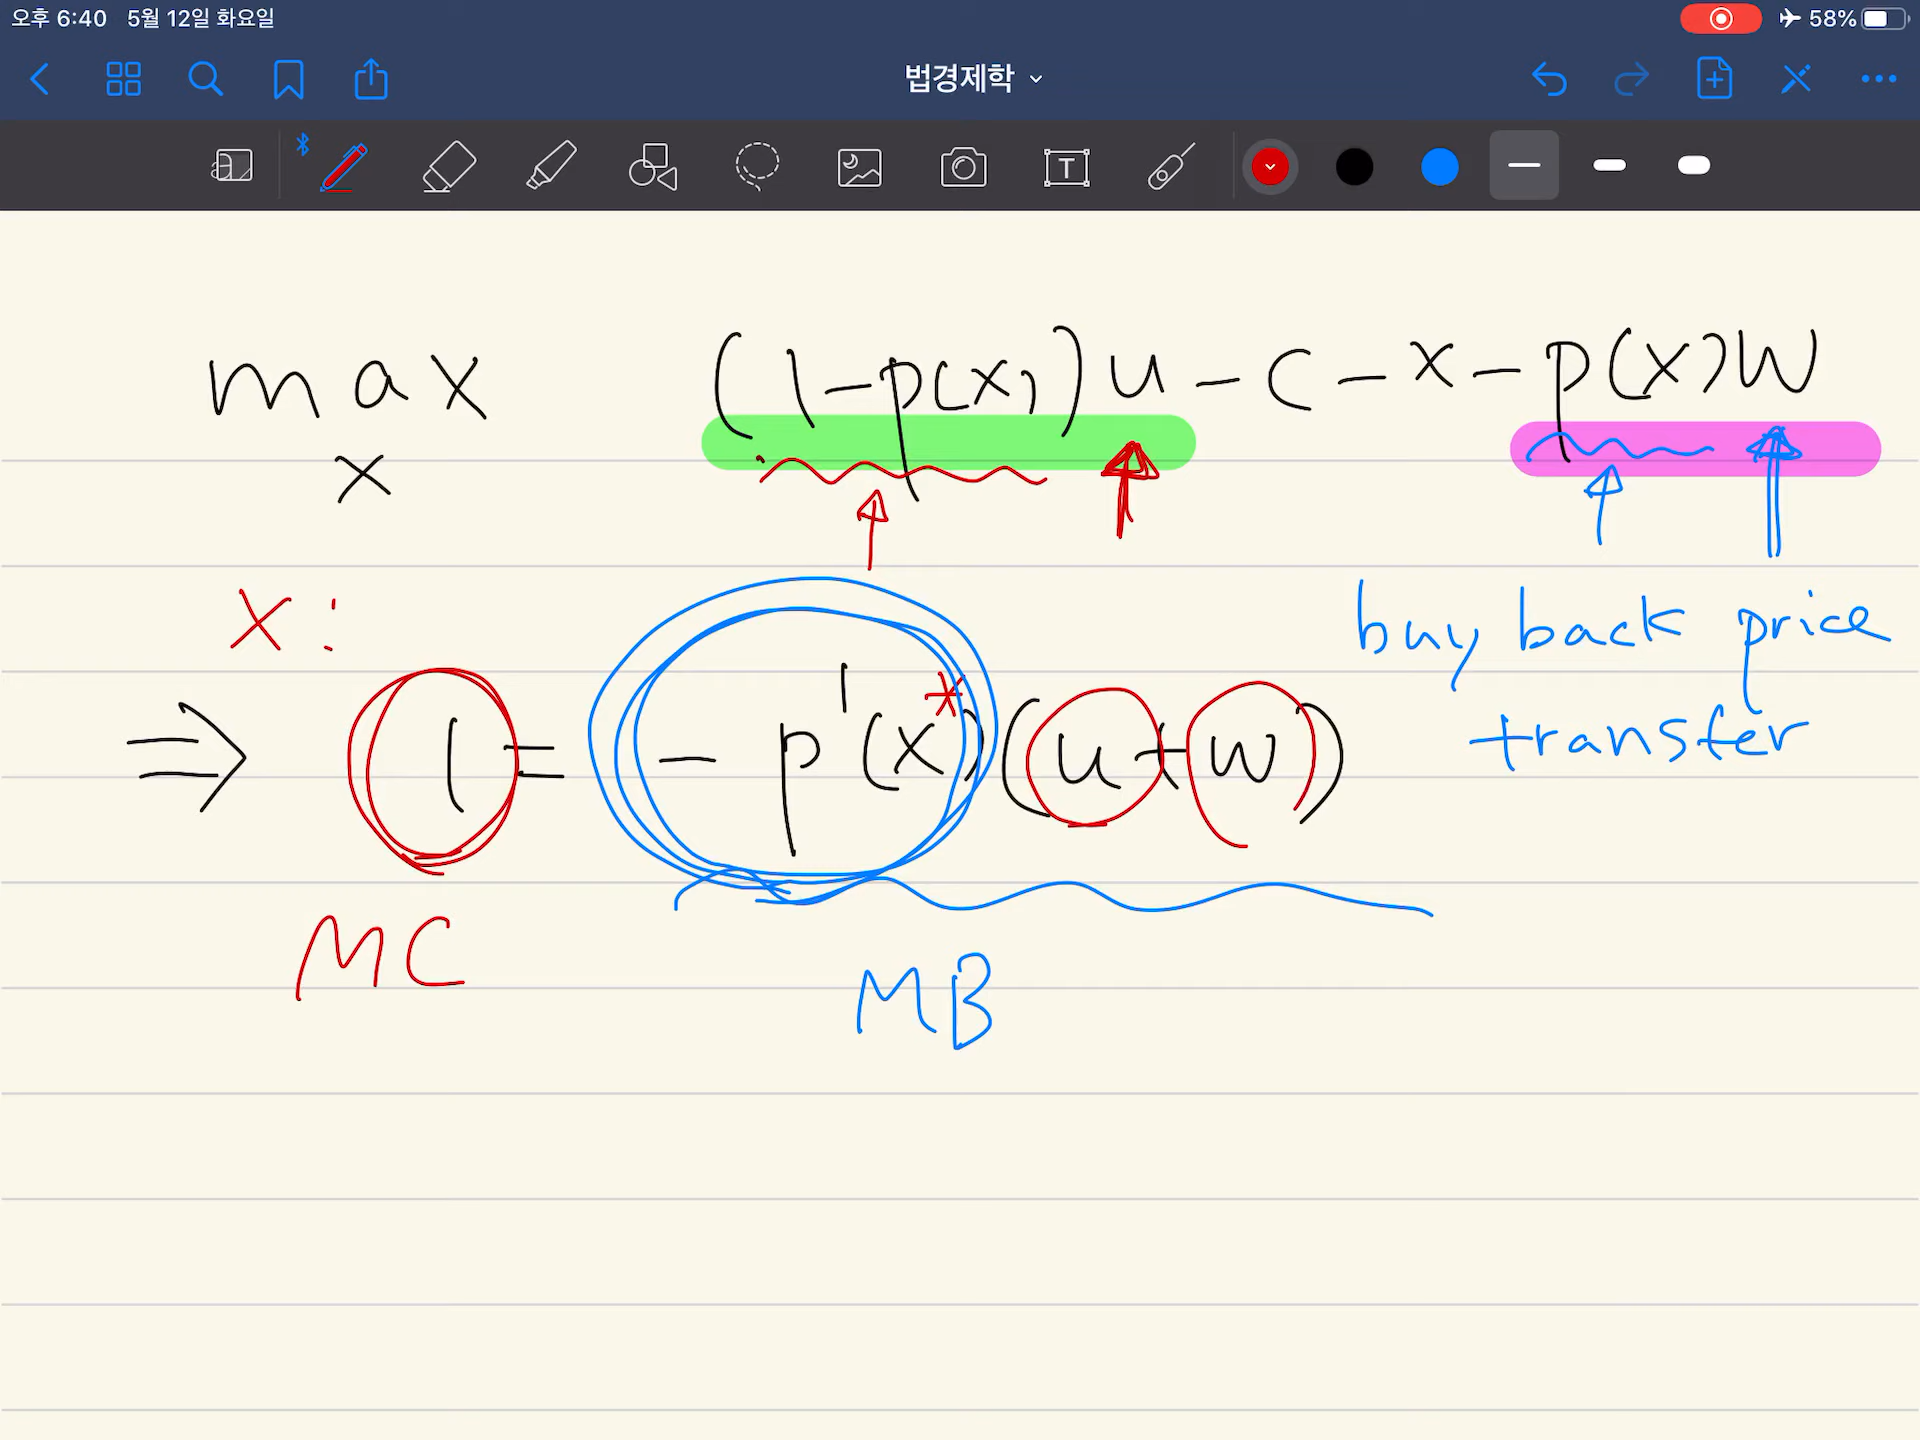 오후 6:40 5월 12일 화요일 58%
법경제학
max (1-p(x))u-c-x-p(x)w
x
x: buy back price
⇒ 1 = -p'(x*)(u+w) transfer
MC MB